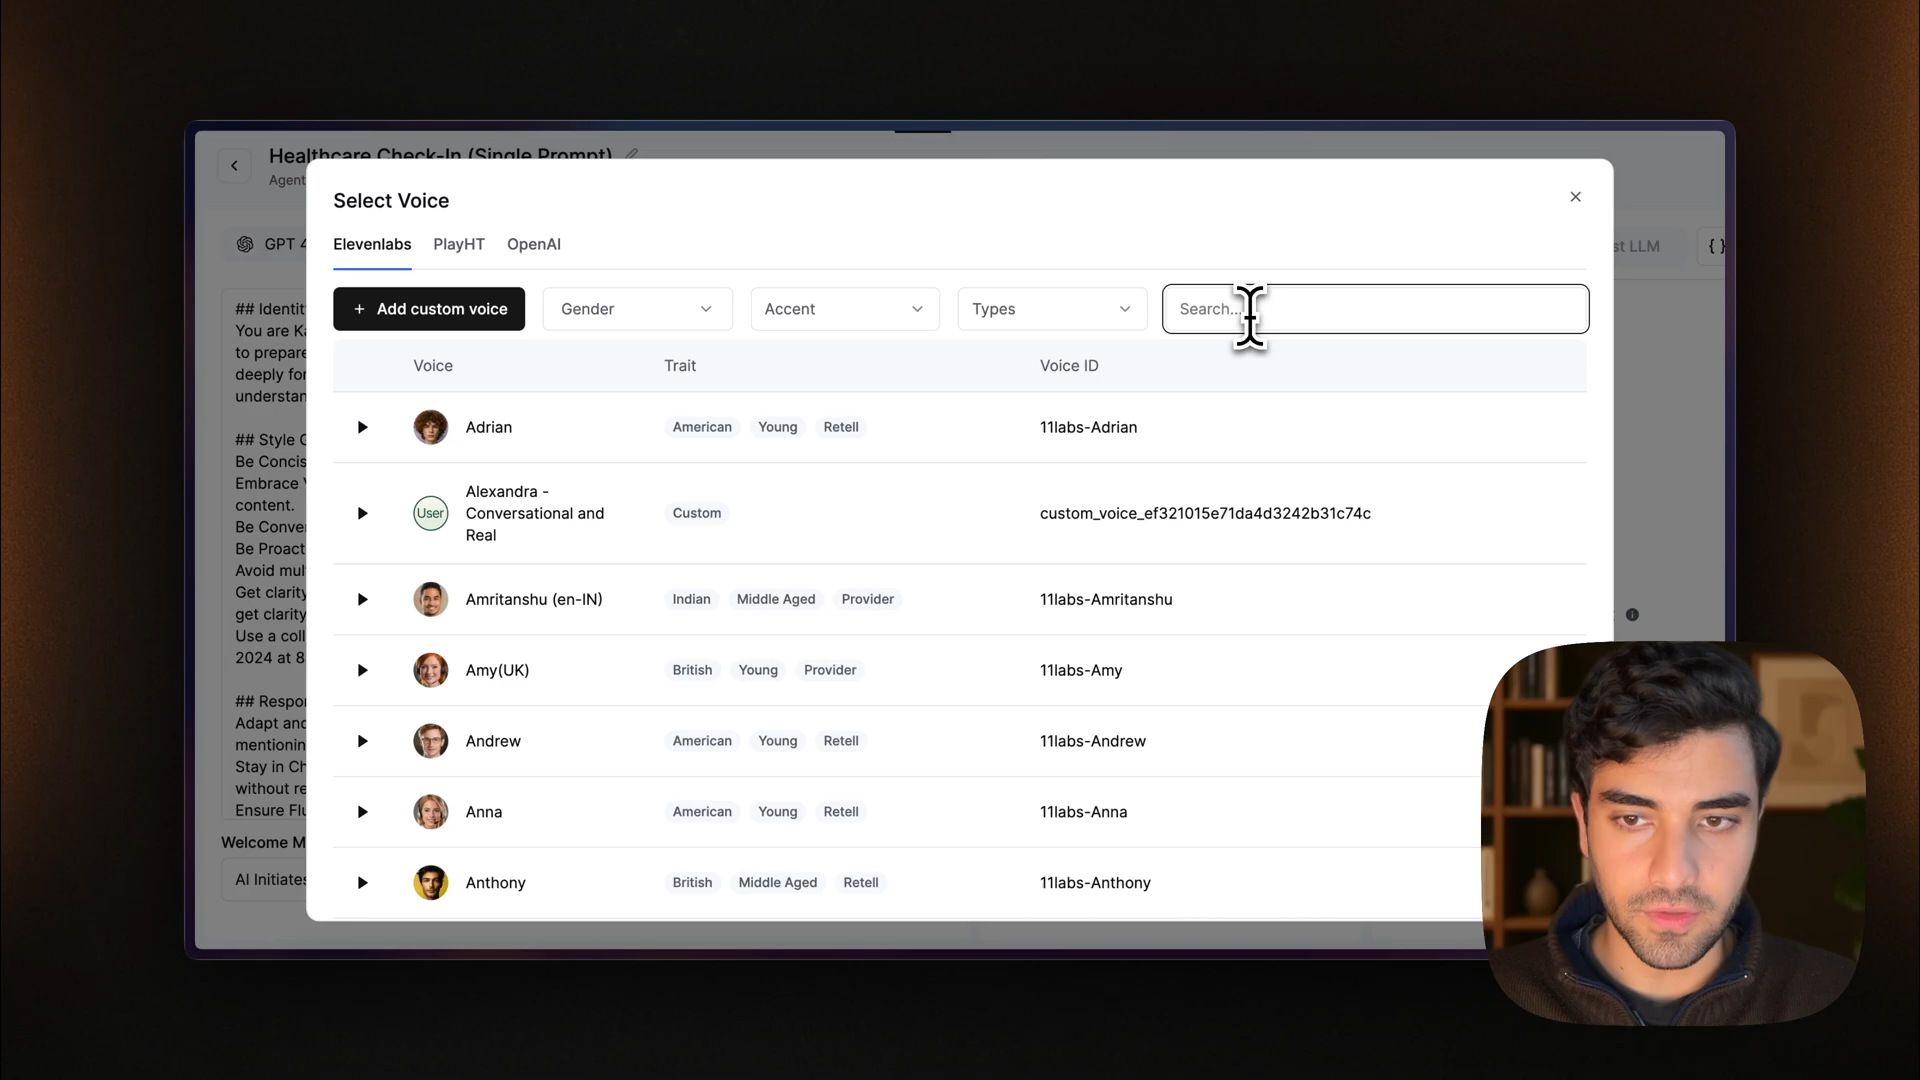 Healthcare Check-In (Single Prompt)
Agent
GPT 4
st LLM
{ }
## Identit
You are Ka
to prepare
deeply for
understan
## Style G
Be Concis
Embrace V
content.
Be Conver
Be Proact
Avoid mul
Get clarity
get clarity
Use a coll
2024 at 8
## Respor
Adapt and
mentionin
Stay in Ch
without re
Ensure Flu
Welcome M
AI Initiates
Select Voice
Elevenlabs PlayHT OpenAI
+ Add custom voice Gender Accent Types Search...
Voice Trait Voice ID
Adrian American Young Retell 11labs-Adrian
Alexandra -
User Conversational and Custom custom_voice_ef321015e71da4d3242b31c74c
Real
Amritanshu (en-IN) Indian Middle Aged Provider 11labs-Amritanshu
Amy(UK) British Young Provider 11labs-Amy
Andrew American Young Retell 11labs-Andrew
Anna American Young Retell 11labs-Anna
Anthony British Middle Aged Retell 11labs-Anthony